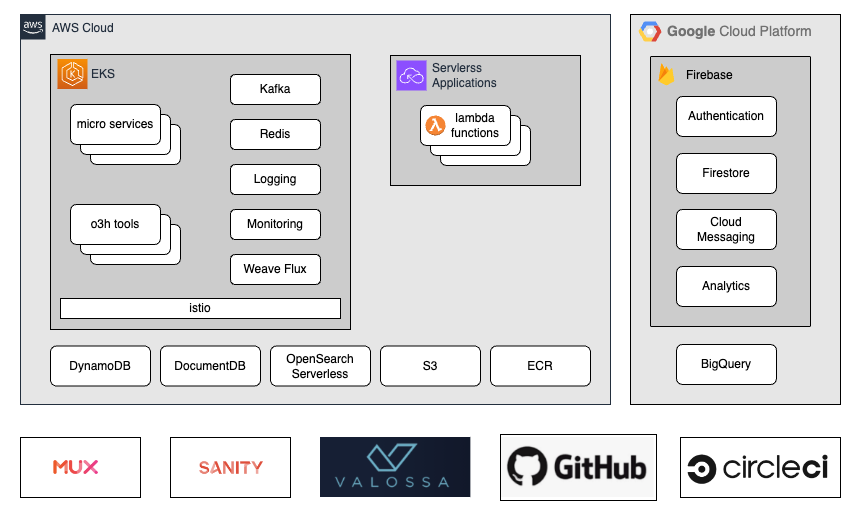 aws
AWS Cloud
EKS
micro services
o3h tools
Kafka
Redis
Logging
Monitoring
Weave Flux
istio
Servlerss
Applications
lambda
functions
DynamoDB
DocumentDB
OpenSearch
Serverless
S3
ECR
Google Cloud Platform
Firebase
Authentication
Firestore
Cloud
Messaging
Analytics
BigQuery
MUX
SANITY
VALOSSA
GitHub
circleci